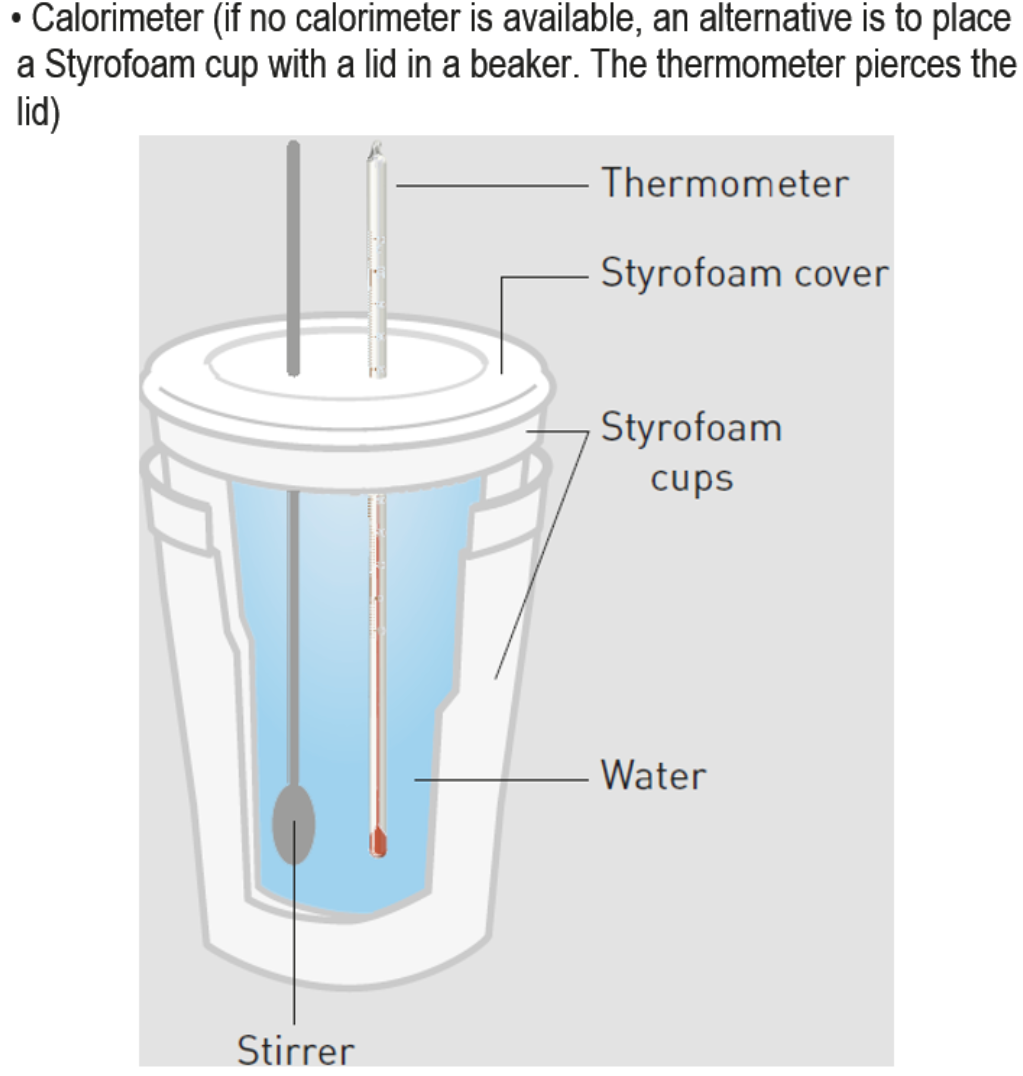 • Calorimeter (if no calorimeter is available, an alternative is to place
a Styrofoam cup with a lid in a beaker. The thermometer pierces the
lid)
Thermometer
Styrofoam cover
Styrofoam
cups
Water
Stirrer